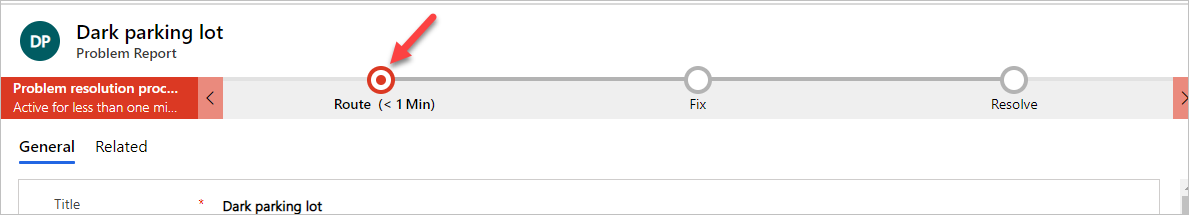 DP
Dark parking lot
Problem Report
Problem resolution proc...
Active for less than one mi...
Route (< 1 Min)
Fix
Resolve
General
Related
Title
*
Dark parking lot